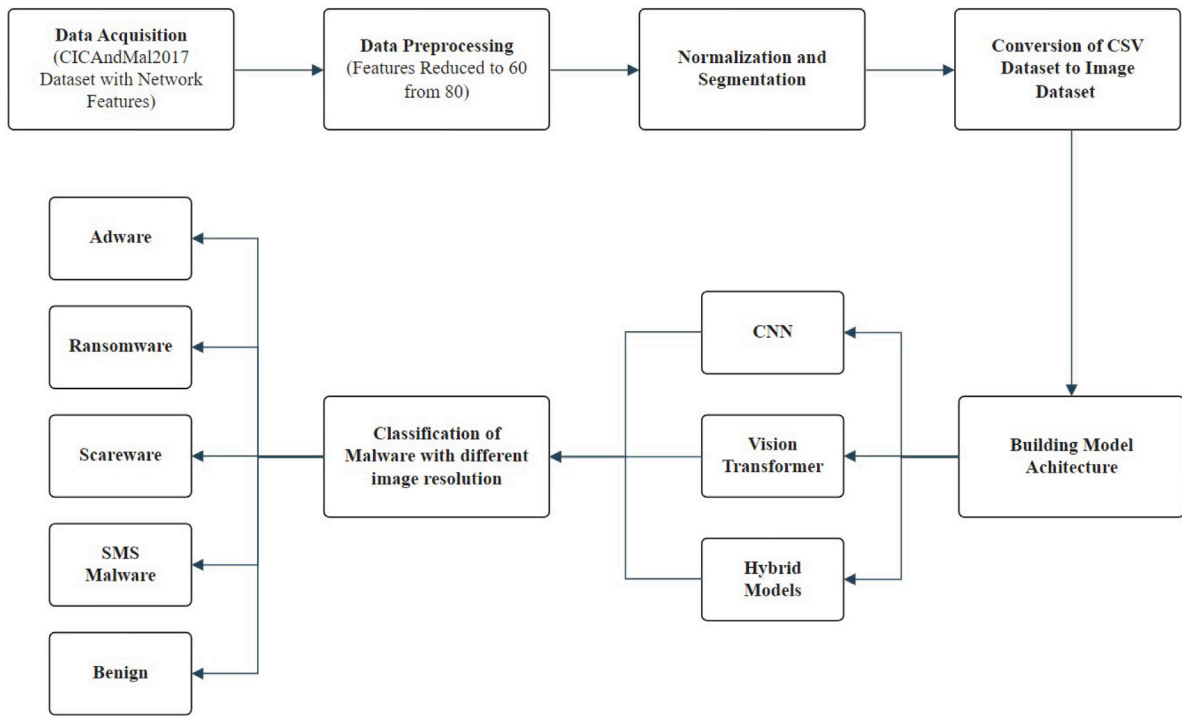 Data Acquisition
(CICAndMal2017
Dataset with Network
Features)
Data Preprocessing
(Features Reduced to 60
from 80)
Normalization and
Segmentation
Conversion of CSV
Dataset to Image
Dataset
Adware
Ransomware
Scareware
SMS
Malware
Benign
Classification of
Malware with different
image resolution
CNN
Vision
Transformer
Hybrid
Models
Building Model
Achitecture